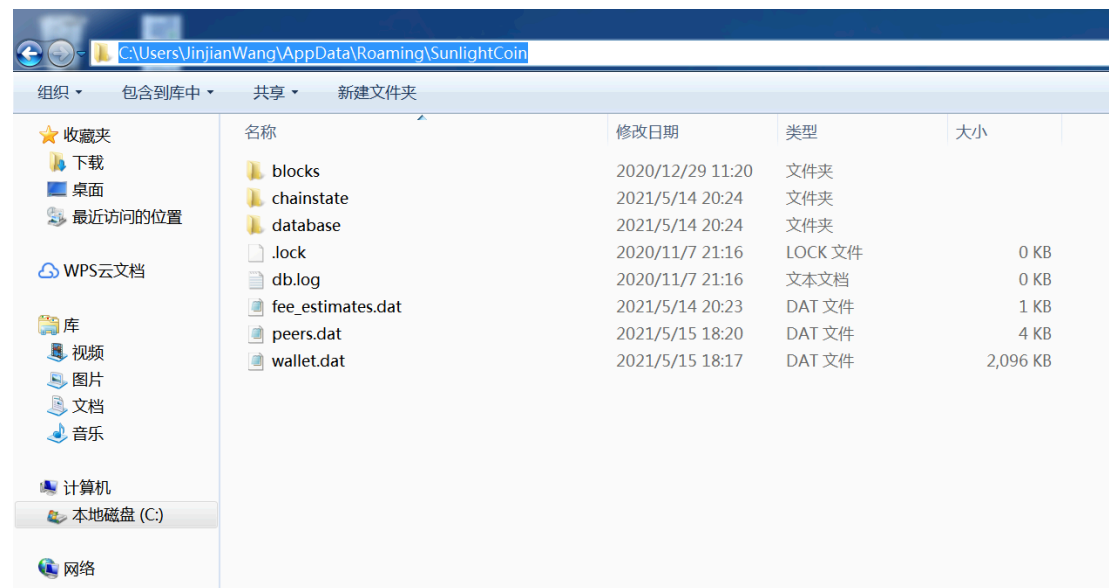 C:\Users\JinjianWang\AppData\Roaming\SunlightCoin
组织 包含到库中 共享 新建文件夹
收藏夹
下载
桌面
最近访问的位置
WPS云文档
库
视频
图片
文档
音乐
计算机
本地磁盘 (C:)
网络
名称 修改日期 类型 大小
blocks 2020/12/29 11:20 文件夹
chainstate 2021/5/14 20:24 文件夹
database 2021/5/14 20:24 文件夹
.lock 2020/11/7 21:16 LOCK 文件 0 KB
db.log 2020/11/7 21:16 文本文档 0 KB
fee_estimates.dat 2021/5/14 20:23 DAT 文件 1 KB
peers.dat 2021/5/15 18:20 DAT 文件 4 KB
wallet.dat 2021/5/15 18:17 DAT 文件 2,096 KB